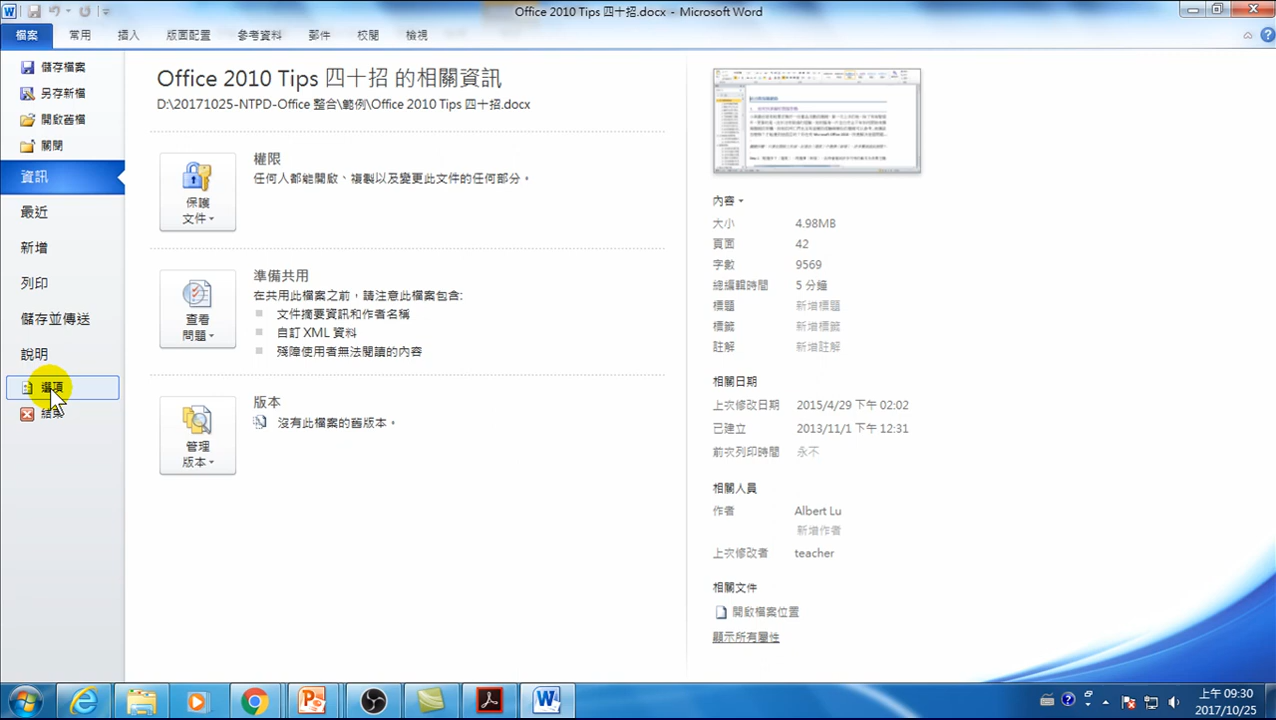 Office 2010 Tips 四十招.docx - Microsoft Word
檔案 常用 插入 版面配置 參考資料 郵件 校閱 檢視
儲存檔案
另存新檔
開啟舊檔
關閉
資訊
最近
新增
列印
儲存並傳送
說明
選項
結束
Office 2010 Tips 四十招 的相關資訊
D:\20171025-NTPD-Office 整合\範例\Office 2010 Tips 四十招.docx
保護
文件
權限
任何人都能開啟、複製以及變更此文件的任何部分。
查看
問題
準備共用
在共用此檔案之前，請注意此檔案包含:
文件摘要資訊和作者名稱
自訂 XML 資料
殘障使用者無法閱讀的內容
管理
版本
版本
沒有此檔案的舊版本。
內容
大小 4.98MB
頁面 42
字數 9569
總編輯時間 5 分鐘
標題 新增標題
標籤 新增標籤
註解 新增註解
相關日期
上次修改日期 2015/4/29 下午 02:02
已建立 2013/11/1 下午 12:31
前次列印時間 永不
相關人員
作者 Albert Lu
新增作者
上次修改者 teacher
相關文件
開啟檔案位置
顯示所有屬性
上午 09:30
2017/10/25